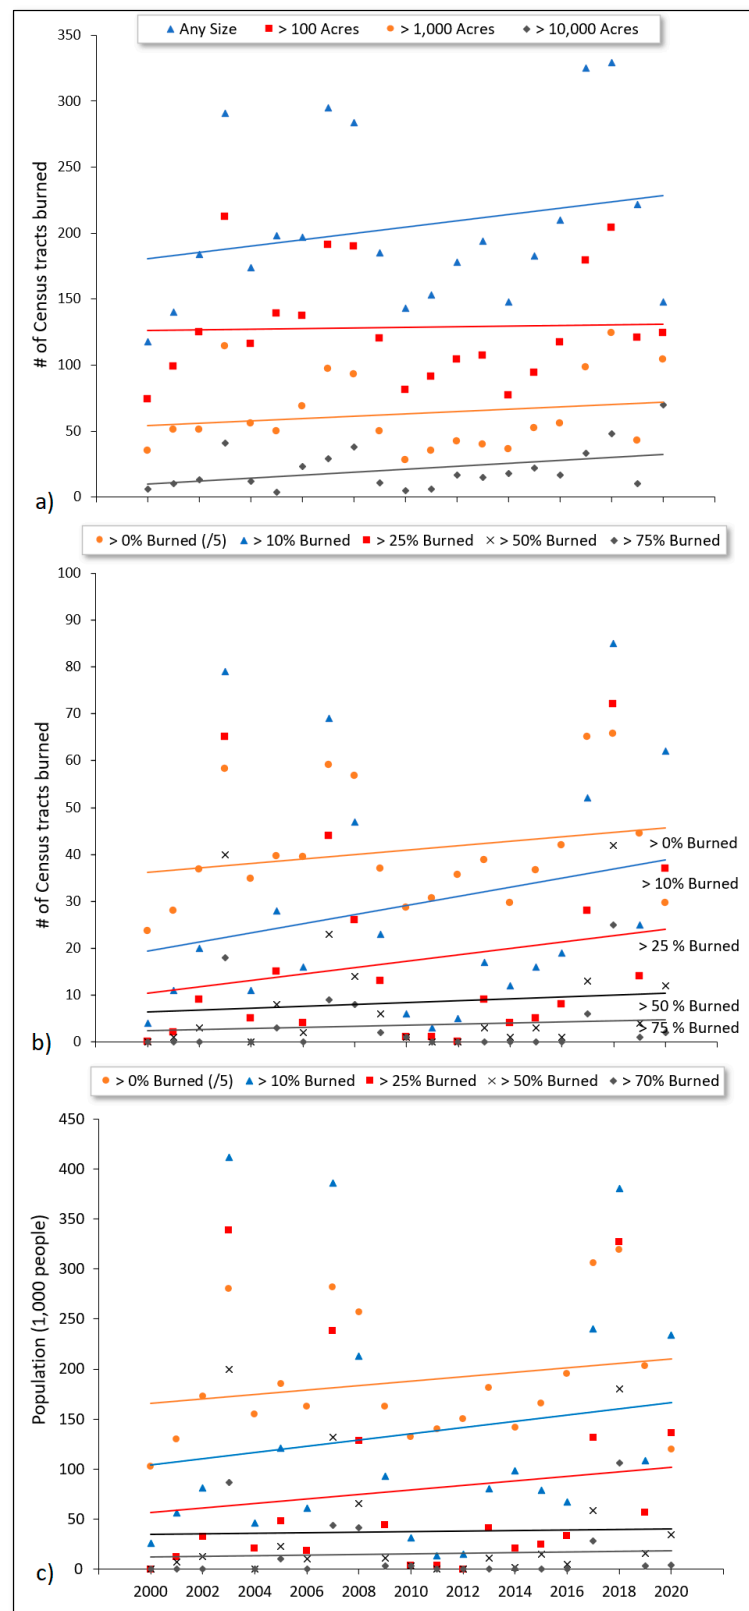 Any Size > 100 Acres > 1,000 Acres > 10,000 Acres
350
300
250
200
150
100
50
0
# of Census tracts burned
a)
> 0% Burned (/5) > 10% Burned > 25% Burned > 50% Burned > 75% Burned
100
90
80
70
60
50
40
30
20
10
0
# of Census tracts burned
> 0% Burned
> 10% Burned
> 25 % Burned
> 50 % Burned
> 75 % Burned
b)
> 0% Burned (/5) > 10% Burned > 25% Burned > 50% Burned > 70% Burned
450
400
350
300
250
200
150
100
50
0
Population (1,000 people)
c)
2000 2002 2004 2006 2008 2010 2012 2014 2016 2018 2020